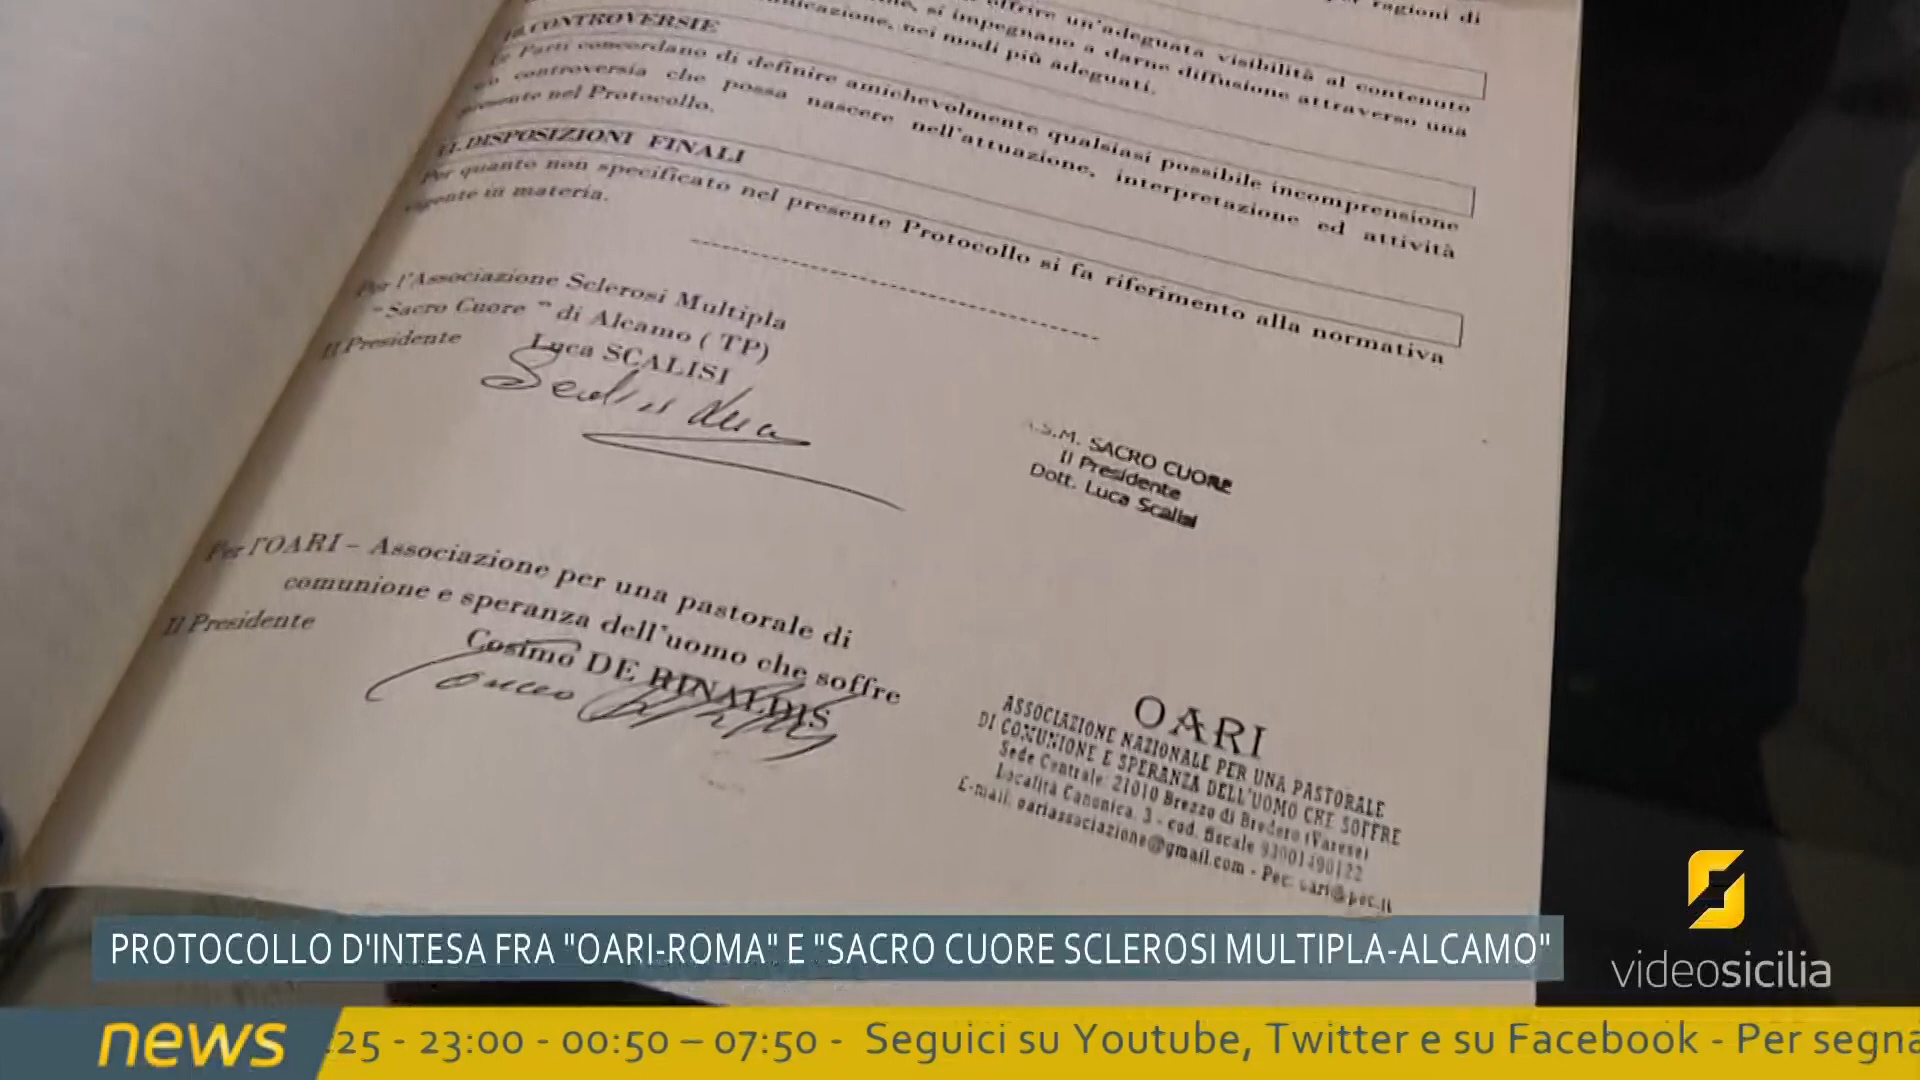 ragioni di
offrire un'adeguata visibilità al contenuto
si impegnano a darne diffusione attraverso una
nei modi più adeguati.
10.CONTROVERSIE
Le Parti concordano di definire amichevolmente qualsiasi possibile incomprensione
e/o controversia che possa nascere nell'attuazione, interpretazione ed attività
presente nel Protocollo.
11.DISPOSIZIONI FINALI
Per quanto non specificato nel presente Protocollo si fa riferimento alla normativa
vigente in materia.
Per l'Associazione Sclerosi Multipla
"Sacro Cuore" di Alcamo ( TP)
Il Presidente
Luca SCALISI
Scalisi Luca
A.S.M. SACRO CUORE
Il Presidente
Dott. Luca Scalisi
Per l'OARI – Associazione per una pastorale di
comunione e speranza dell'uomo che soffre
Il Presidente
Cosimo DE RINALDIS
OARI
ASSOCIAZIONE NAZIONALE PER UNA PASTORALE
DI COMUNIONE E SPERANZA DELL'UOMO CHE SOFFRE
Sede Centrale: 21010 Brezzo di Bedero (Varese)
Località Canonica, 3 - cod. fiscale 93001490122
E-mail: oariassociazione@gmail.com - Pec: oari@pec.it
PROTOCOLLO D'INTESA FRA "OARI-ROMA" E "SACRO CUORE SCLEROSI MULTIPLA-ALCAMO"
videosicilia
news :25 - 23:00 - 00:50 – 07:50 - Seguici su Youtube, Twitter e su Facebook - Per segna